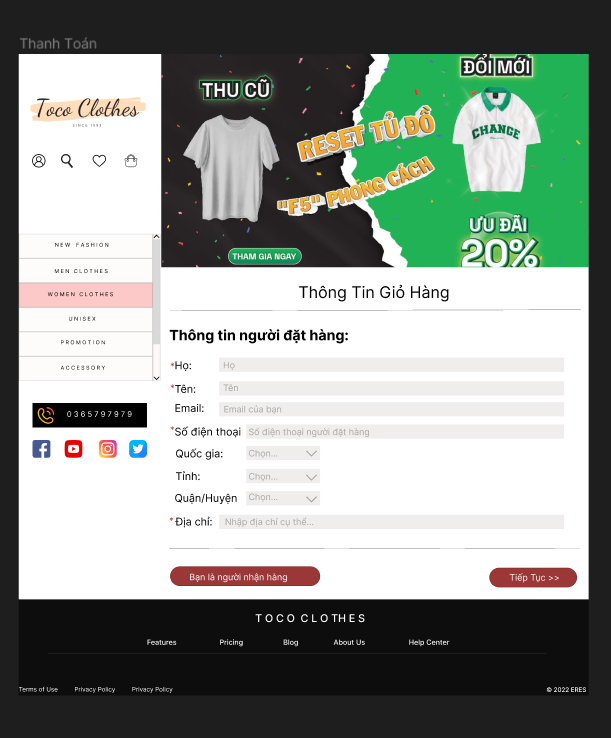 Thanh Toán
Toco Clothes
SINCE 1995
THU CŨ
ĐỔI MỚI
RESET TỦ ĐỒ
"F5" PHONG CÁCH
CHANGE
ƯU ĐÃI
20%
THAM GIA NGAY
NEW FASHION
MEN CLOTHES
WOMEN CLOTHES
UNISEX
PROMOTION
ACCESSORY
0365797979
Thông Tin Giỏ Hàng
Thông tin người đặt hàng:
*Họ: Họ
*Tên: Tên
Email: Email của bạn
*Số điện thoại Số điện thoại người đặt hàng
Quốc gia: Chọn...
Tỉnh: Chọn...
Quận/Huyện Chọn...
*Địa chỉ: Nhập địa chỉ cụ thể...
Bạn là người nhận hàng Tiếp Tục >>
TOCO CLOTHES
Features Pricing Blog About Us Help Center
Terms of Use Privacy Policy Privacy Policy © 2022 ERES